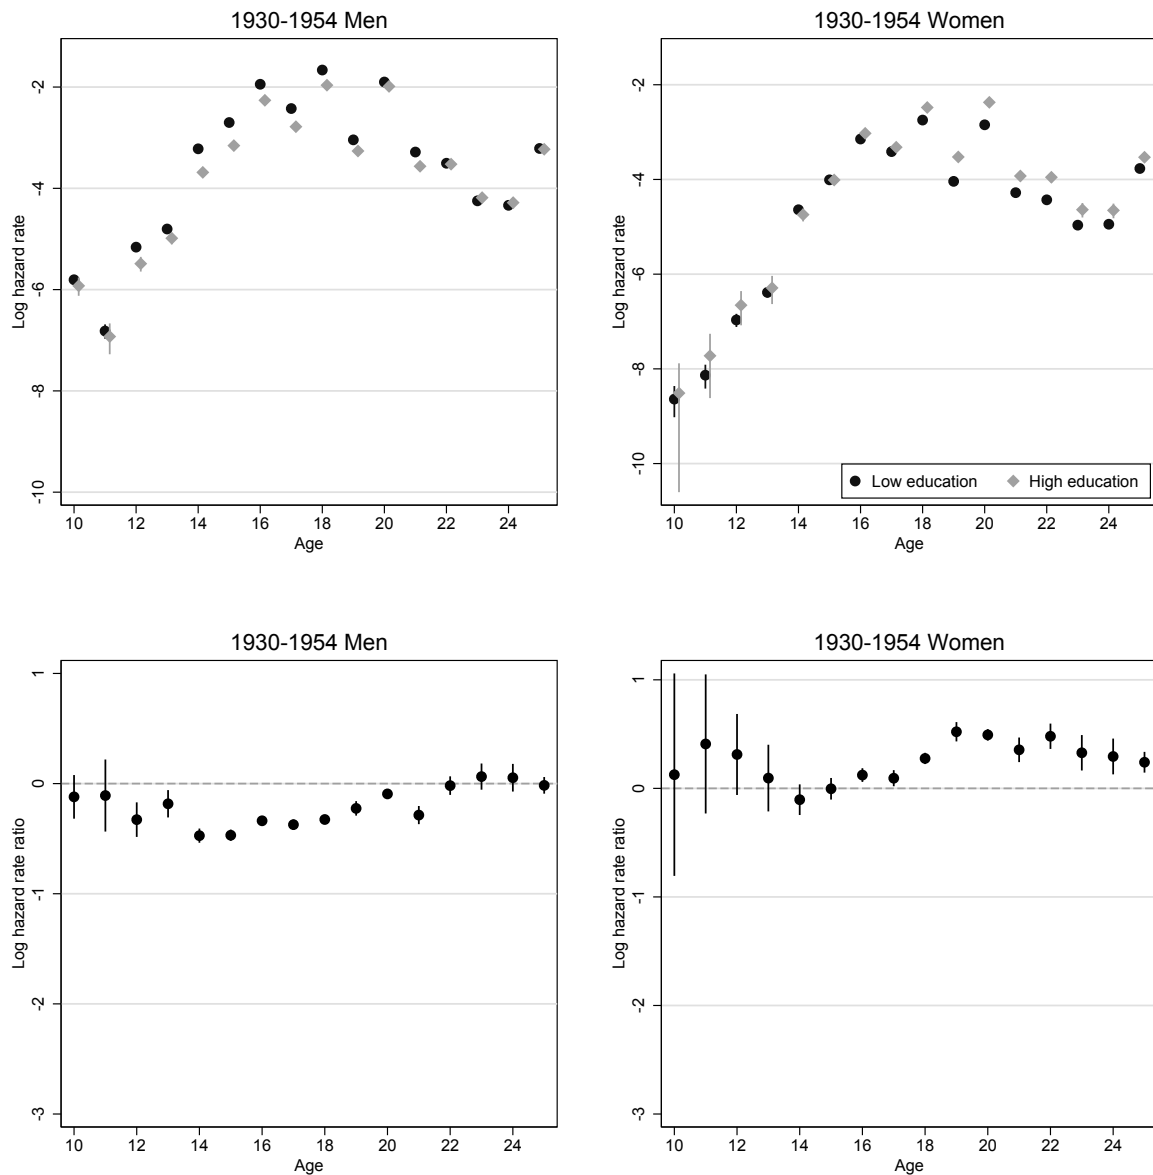 1930-1954 Men
Log hazard rate
-2
-4
-6
-8
-10
10 12 14 16 18 20 22 24
Age
1930-1954 Women
Log hazard rate
-2
-4
-6
-8
-10
Low education High education
10 12 14 16 18 20 22 24
Age
1930-1954 Men
Log hazard rate ratio
1
0
-1
-2
-3
10 12 14 16 18 20 22 24
Age
1930-1954 Women
Log hazard rate ratio
1
0
-1
-2
-3
10 12 14 16 18 20 22 24
Age